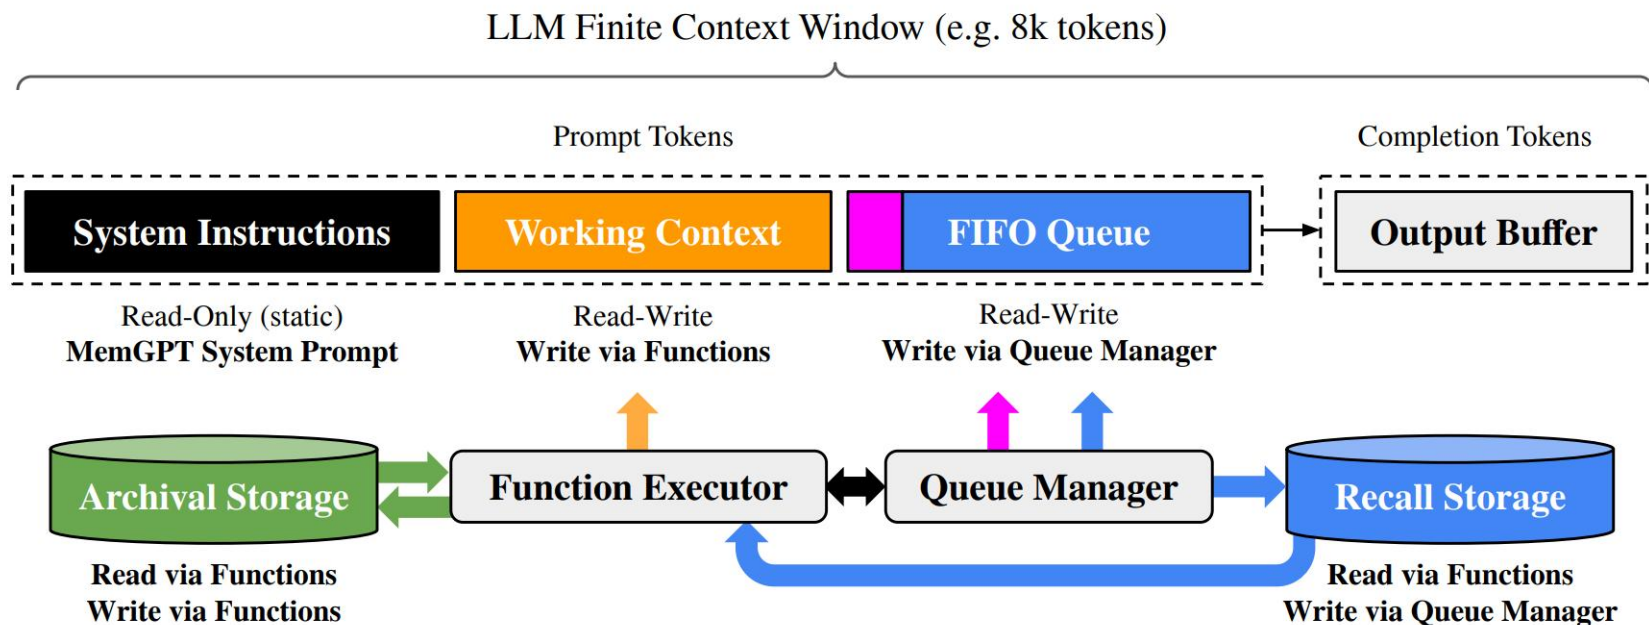 LLM Finite Context Window (e.g. 8k tokens)
Prompt Tokens
Completion Tokens
System Instructions
Working Context
FIFO Queue
Output Buffer
Read-Only (static)
MemGPT System Prompt
Read-Write
Write via Functions
Read-Write
Write via Queue Manager
Archival Storage
Function Executor
Queue Manager
Recall Storage
Read via Functions
Write via Functions
Read via Functions
Write via Queue Manager